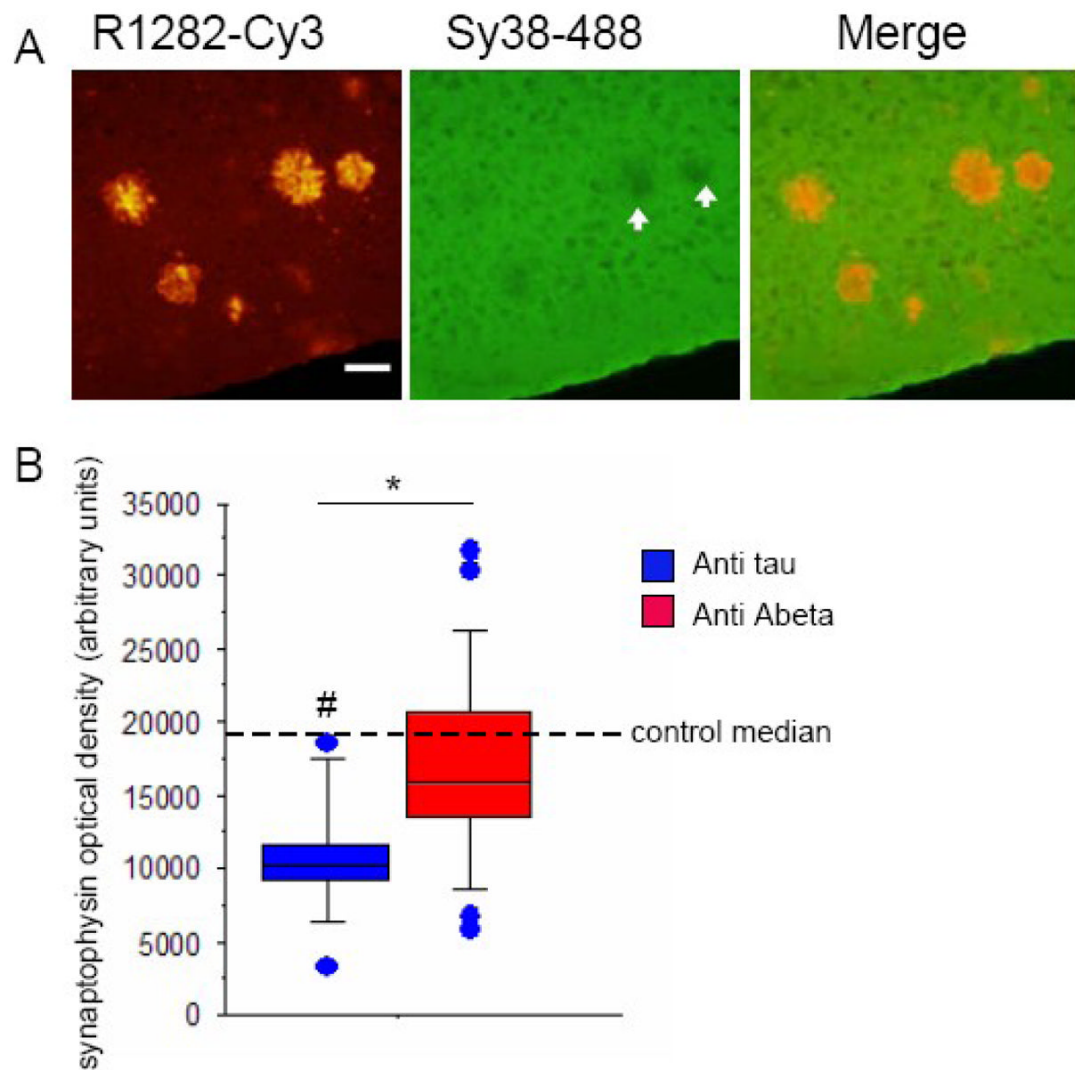 A
R1282-Cy3
Sy38-488
Merge
B
synaptophysin optical density (arbitrary units)
*
35000
30000
25000
20000
15000
10000
5000
0
#
Anti tau
Anti Abeta
control median